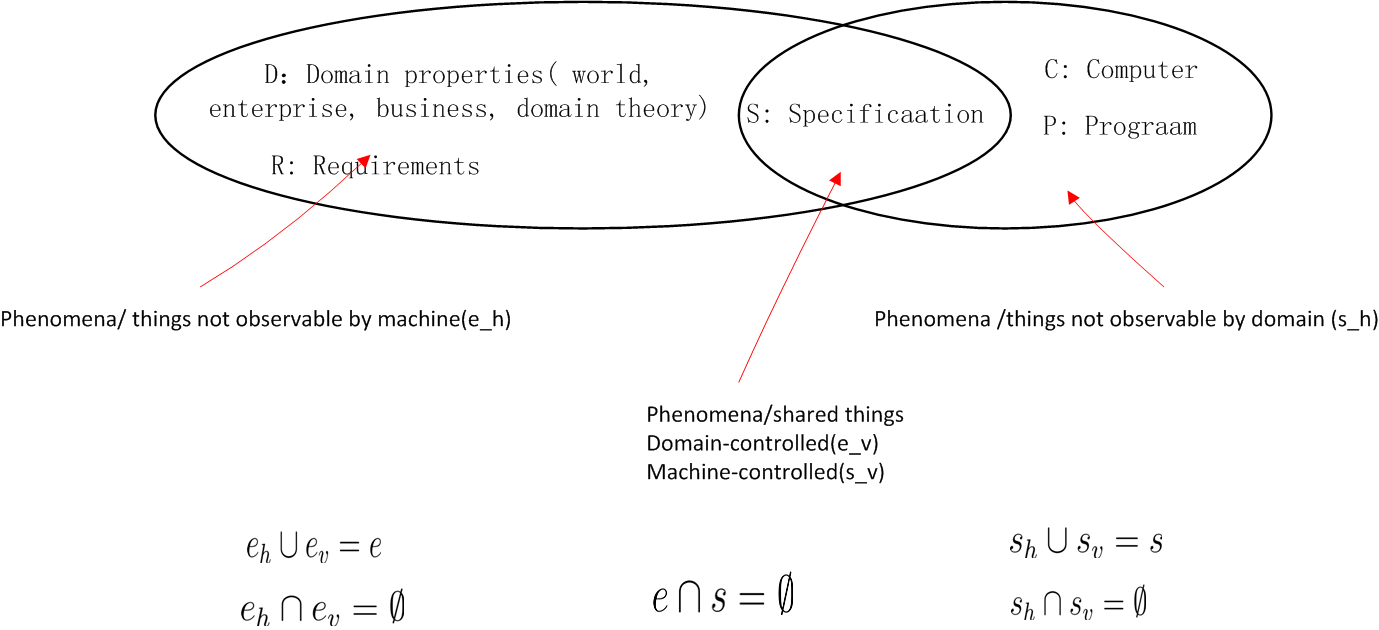 D: Domain properties( world,
enterprise, business, domain theory)
R: Requirements
S: Specificaation
C: Computer
P: Prograam
Phenomena/ things not observable by machine(e_h)
Phenomena /things not observable by domain (s_h)
Phenomena/shared things
Domain-controlled(e_v)
Machine-controlled(s_v)
e_h ∪ e_v = e
e_h ∩ e_v = ∅
e ∩ s = ∅
s_h ∪ s_v = s
s_h ∩ s_v = ∅